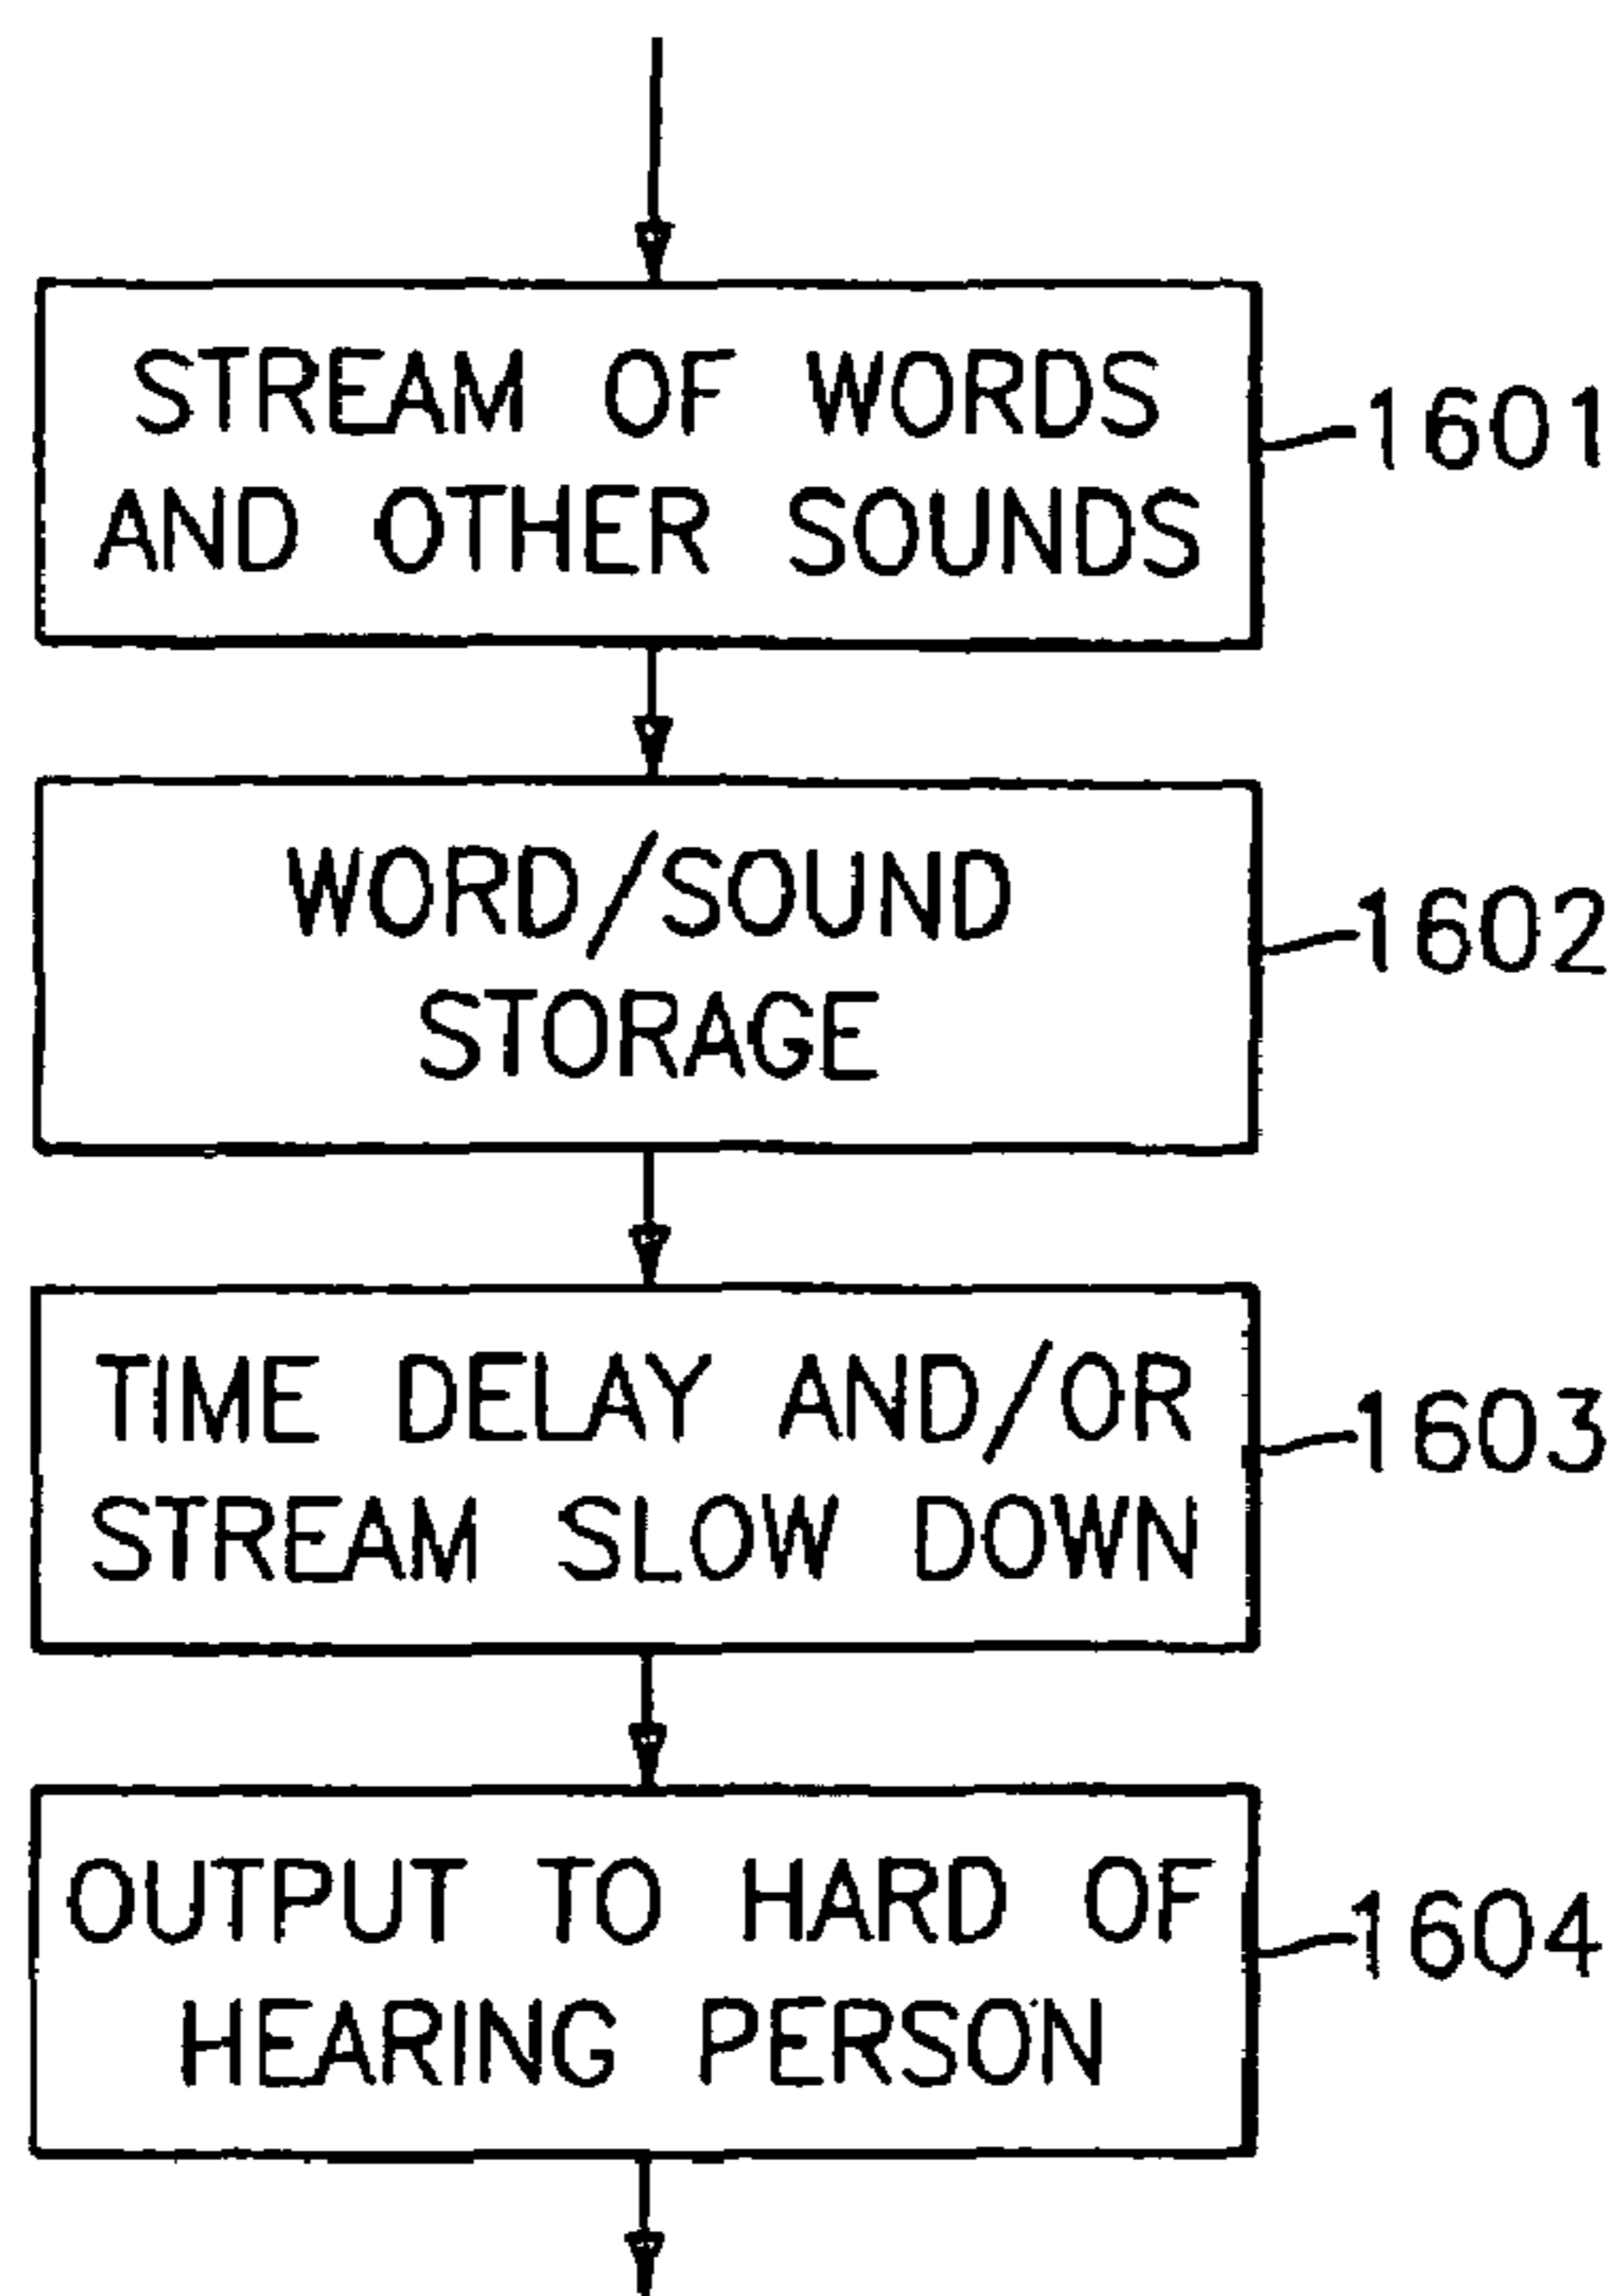 STREAM OF WORDS
AND OTHER SOUNDS
1601
WORD/SOUND
STORAGE
1602
TIME DELAY AND/OR
STREAM SLOW DOWN
1603
OUTPUT TO HARD OF
HEARING PERSON
1604